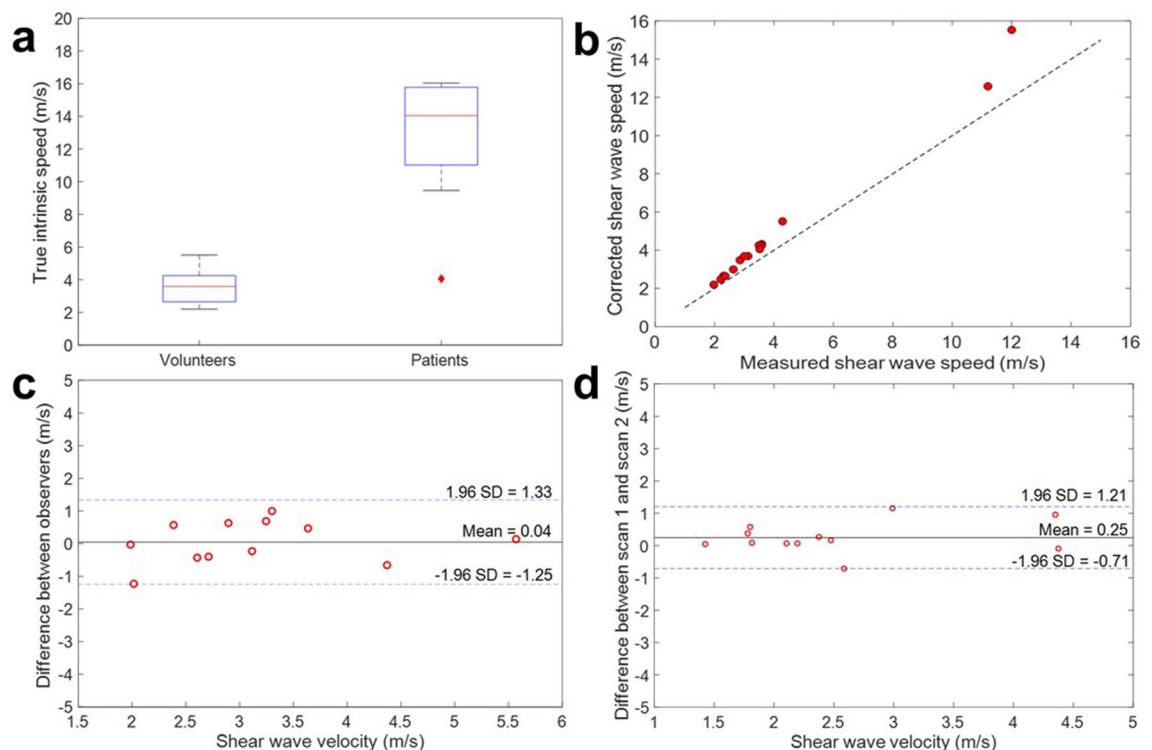 a
True intrinsic speed (m/s)
20
18
16
14
12
10
8
6
4
2
0
Volunteers
Patients
b
Corrected shear wave speed (m/s)
16
14
12
10
8
6
4
2
0
0 2 4 6 8 10 12 14 16
Measured shear wave speed (m/s)
c
Difference between observers (m/s)
5
4
3
2
1
0
-1
-2
-3
-4
-5
1.96 SD = 1.33
Mean = 0.04
-1.96 SD = -1.25
1.5 2 2.5 3 3.5 4 4.5 5 5.5 6
Shear wave velocity (m/s)
d
Difference between scan 1 and scan 2 (m/s)
5
4
3
2
1
0
-1
-2
-3
-4
-5
1.96 SD = 1.21
Mean = 0.25
-1.96 SD = -0.71
1 1.5 2 2.5 3 3.5 4 4.5 5
Shear wave velocity (m/s)